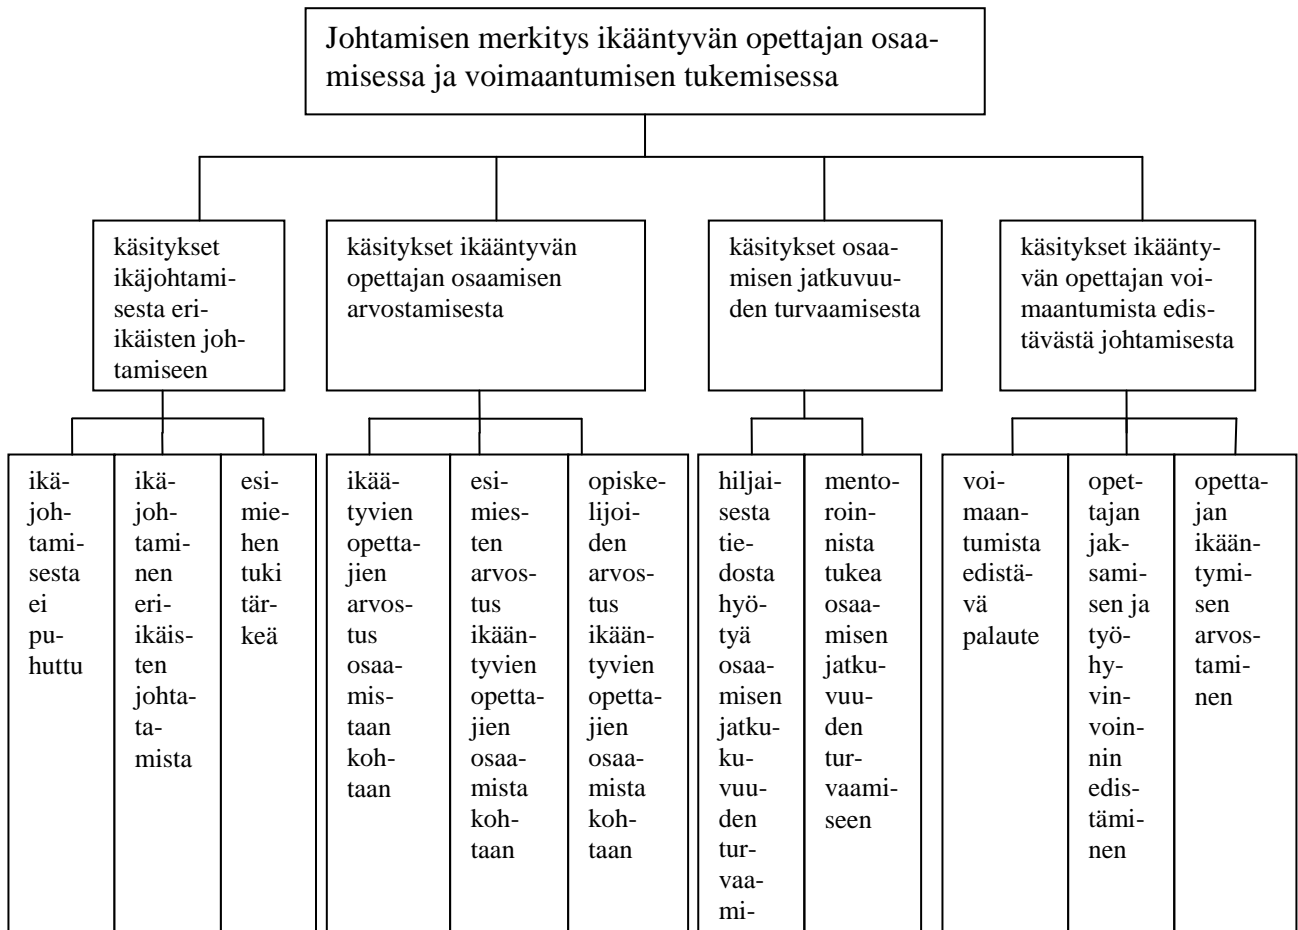 Johtamisen merkitys ikääntyvän opettajan osaa-
misessa ja voimaantumisen tukemisessa
käsitykset
ikäjohtami-
sesta eri-
ikäisten joh-
tamiseen
käsitykset ikääntyvän
opettajan osaamisen
arvostamisesta
käsitykset osaa-
misen jatkuvuu-
den turvaamisesta
käsitykset ikäänty-
vän opettajan voi-
maantumista edis-
tävästä johtamisesta
ikä-
joh-
tami-
sesta
ei
pu-
huttu
ikä-
joh-
tami-
nen
eri-
ikäis-
ten
johta-
ta-
mista
esi-
mie-
hen
tuki
tär-
keä
ikää-
tyvien
opetta-
jien
arvos-
tus
osaa-
mis-
taan
koh-
taan
esi-
mies-
ten
arvos-
tus
ikään-
tyvien
opetta-
jien
osaa-
mista
koh-
taan
opiske-
lijoi-
den
arvos-
tus
ikään-
tyvien
opetta-
jien
osaa-
mista
koh-
taan
hiljai-
sesta
tie-
dosta
hyö-
tyä
osaa-
misen
jatku-
ku-
vuu-
den
tur-
vaa-
mi-
mento-
roin-
nista
tukea
osaa-
misen
jatku-
vuu-
den
tur-
vaami-
seen
voi-
maan-
tumista
edistä-
vä
palaute
opet-
tajan
jak-
sami-
sen ja
työ-
hy-
vin-
voin-
nin
edis-
tämi-
nen
opetta-
jan
ikään-
tymi-
sen
arvos-
tami-
nen